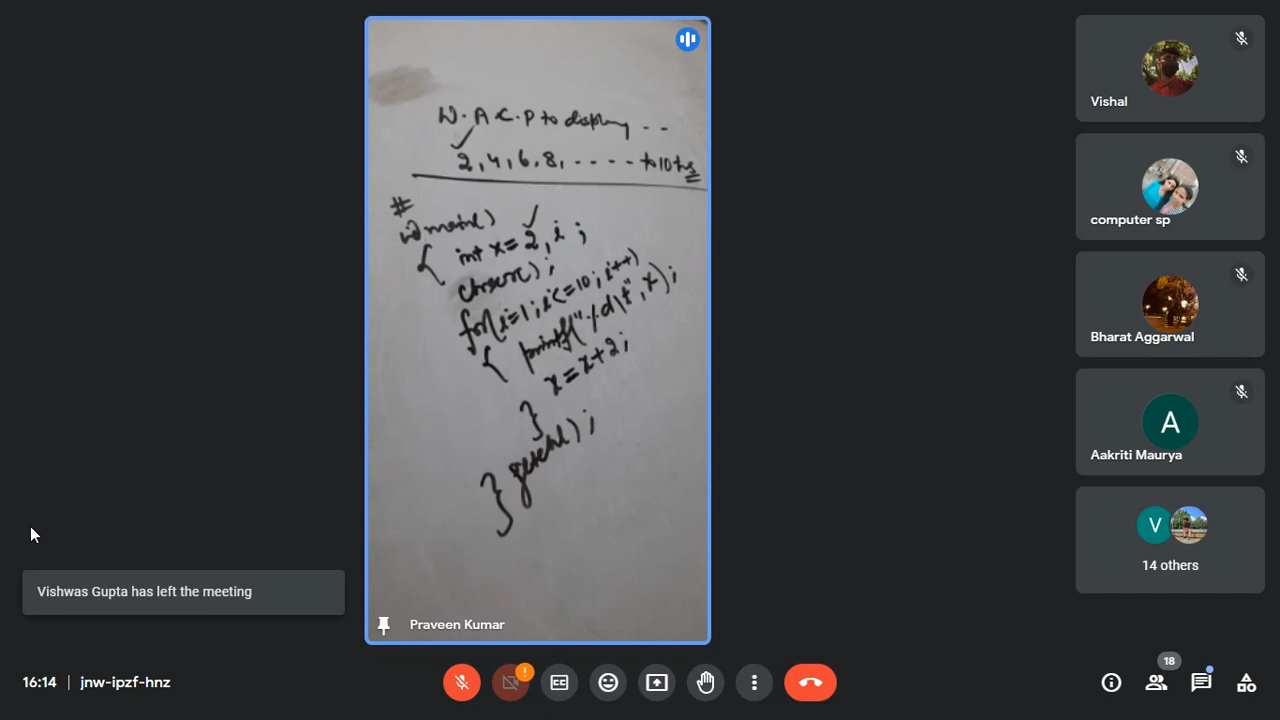 W.A.C.P to display ..
2,4,6,8, ..... to 10 trs
#
void main()
{ int x=2, i ;
clrscr();
for(i=1; i<=10; i++)
{ printf("%d\t", x);
x=x+2;
}
getch();
}
Praveen Kumar
Vishal
computer sp
Bharat Aggarwal
A
Aakriti Maurya
V
14 others
Vishwas Gupta has left the meeting
16:14 | jnw-ipzf-hnz
18